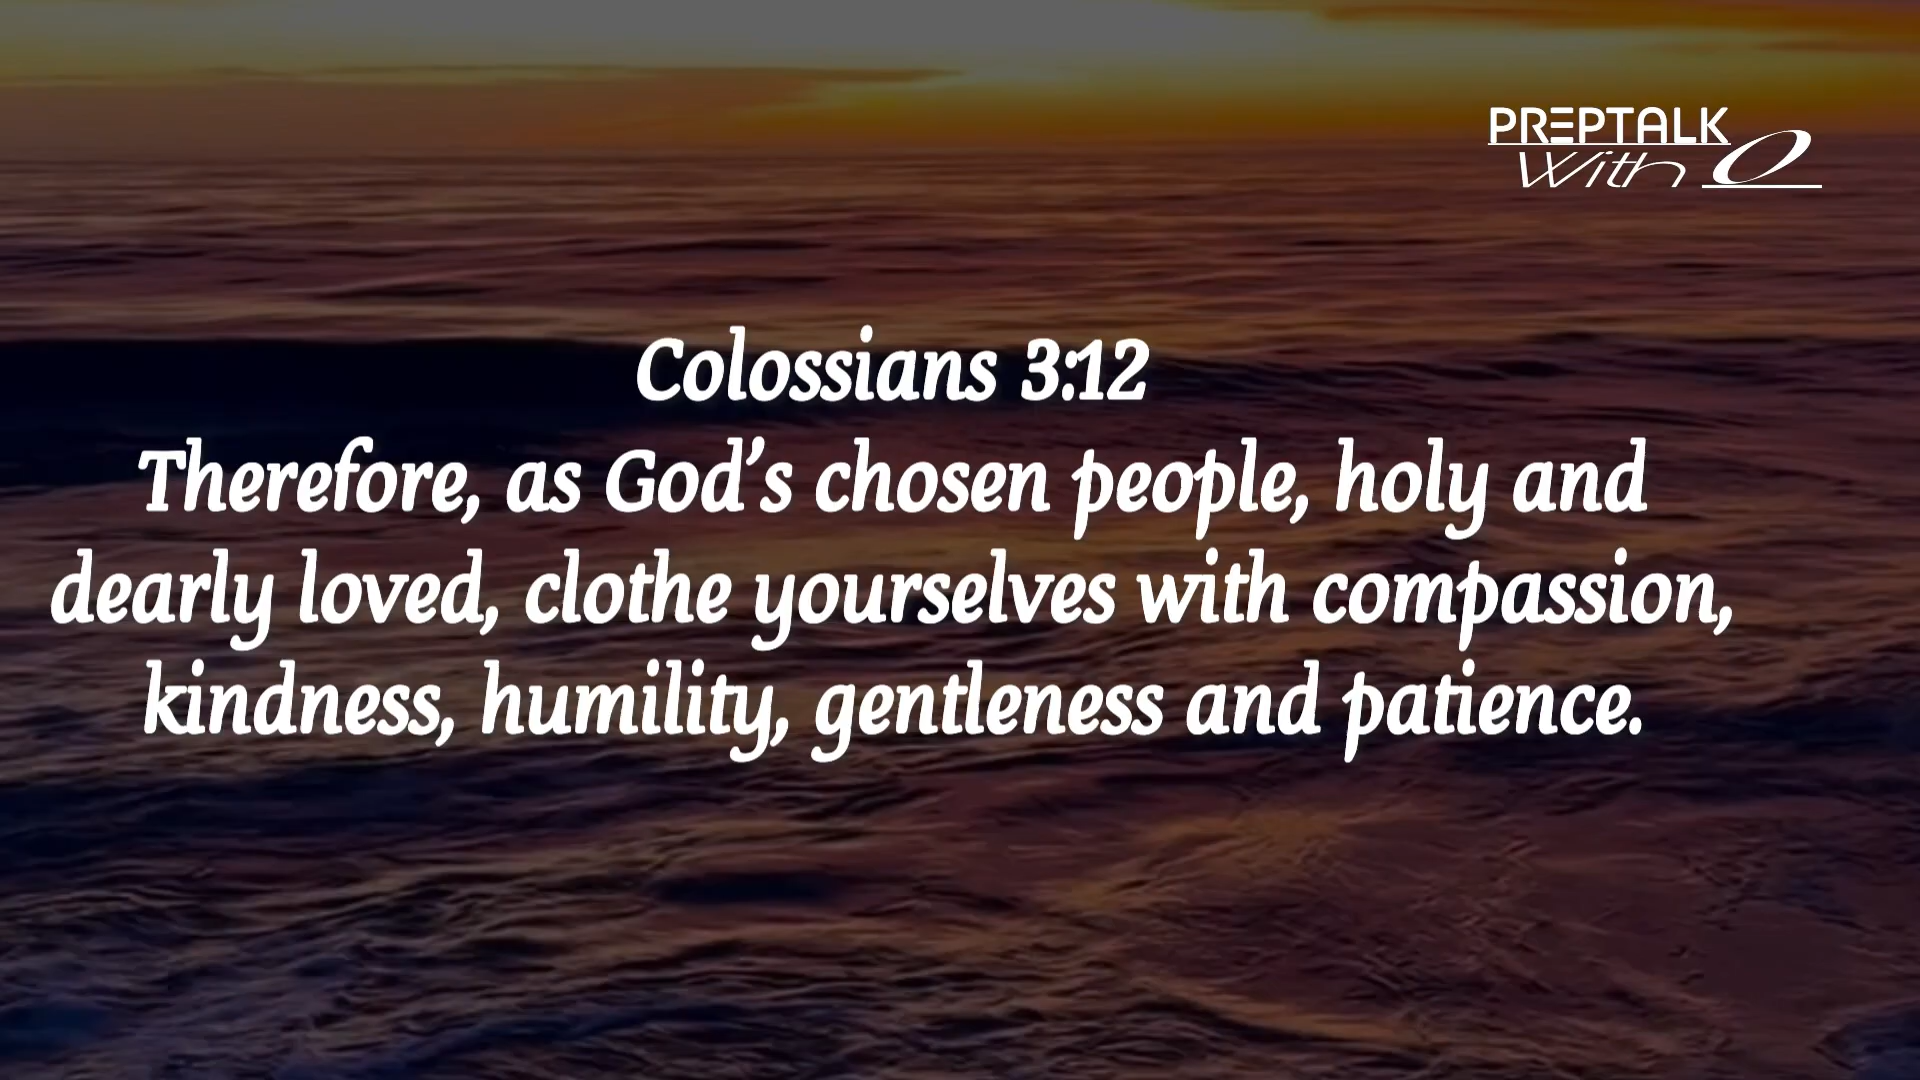 PREPTALK
With O
Colossians 3:12
Therefore, as God’s chosen people, holy and
dearly loved, clothe yourselves with compassion,
kindness, humility, gentleness and patience.